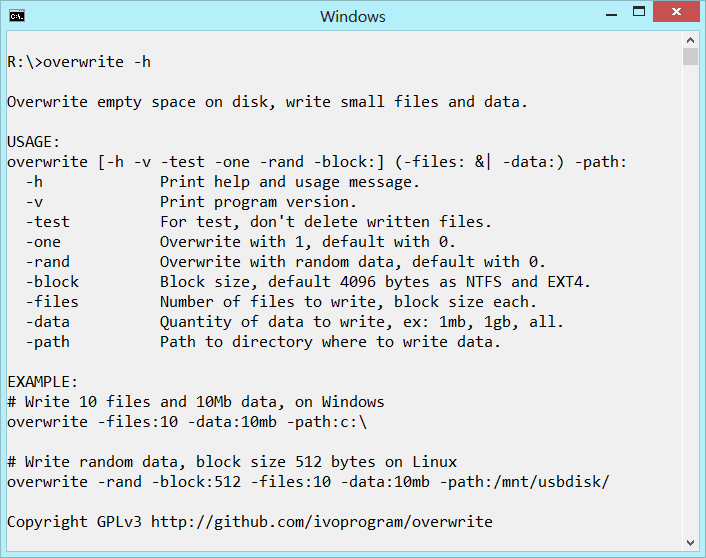 Windows
R:\>overwrite -h
Overwrite empty space on disk, write small files and data.
USAGE:
overwrite [-h -v -test -one -rand -block:] (-files: &| -data:) -path:
-h Print help and usage message.
-v Print program version.
-test For test, don't delete written files.
-one Overwrite with 1, default with 0.
-rand Overwrite with random data, default with 0.
-block Block size, default 4096 bytes as NTFS and EXT4.
-files Number of files to write, block size each.
-data Quantity of data to write, ex: 1mb, 1gb, all.
-path Path to directory where to write data.
EXAMPLE:
# Write 10 files and 10Mb data, on Windows
overwrite -files:10 -data:10mb -path:c:\
# Write random data, block size 512 bytes on Linux
overwrite -rand -block:512 -files:10 -data:10mb -path:/mnt/usbdisk/
Copyright GPLv3 http://github.com/ivoprogram/overwrite